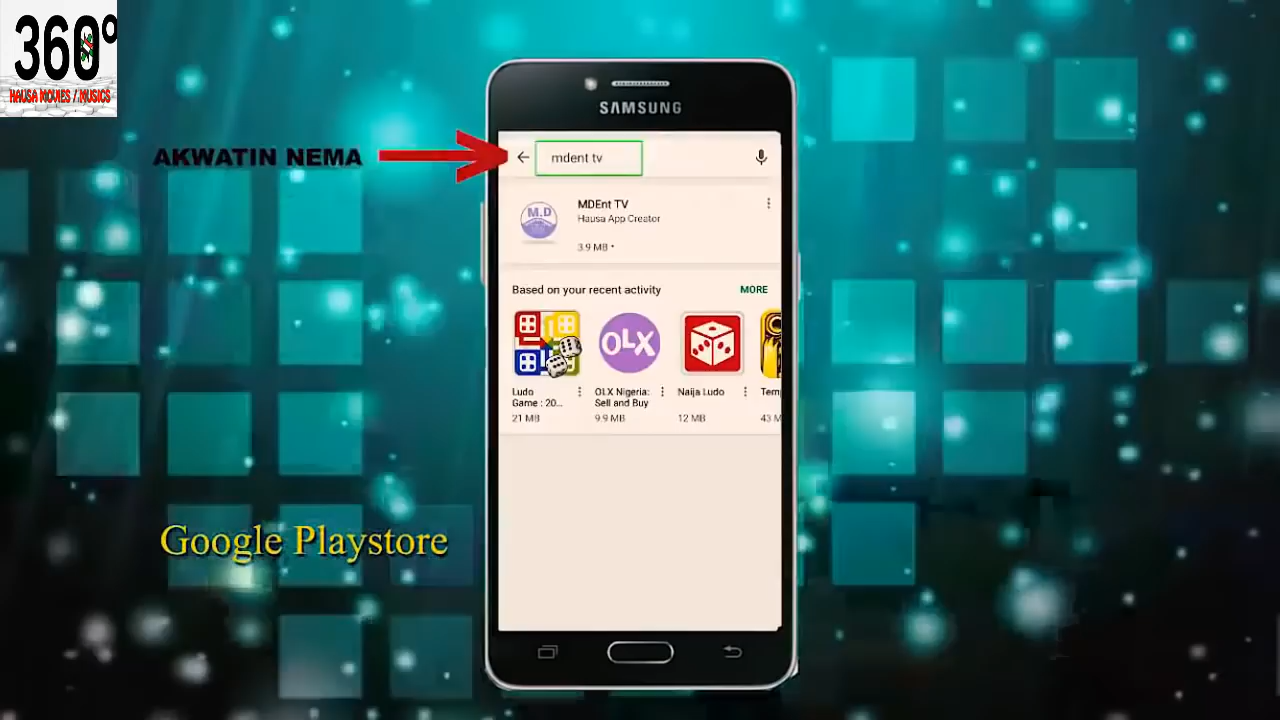 360°
HAUSA MOVIES / MUSICS
SAMSUNG
AKWATIN NEMA
mdent tv
M.D
MDEnt TV
Hausa App Creator
3.9 MB •
Based on your recent activity
MORE
OLX
Ludo
Game : 20...
21 MB
OLX Nigeria:
Sell and Buy
9.9 MB
Naija Ludo
12 MB
Tem
43 M
Google Playstore